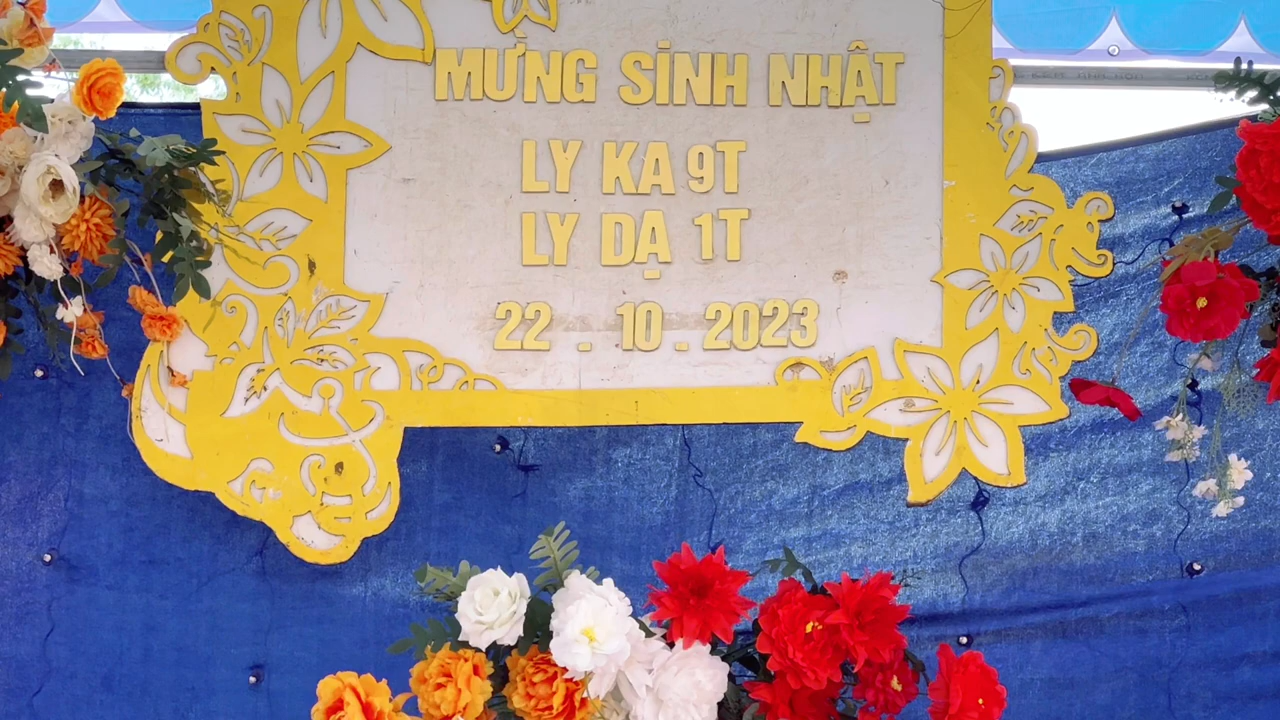 MỪNG SINH NHẬT
LY KA 9T
LY DẠ 1T
22 . 10 . 2023